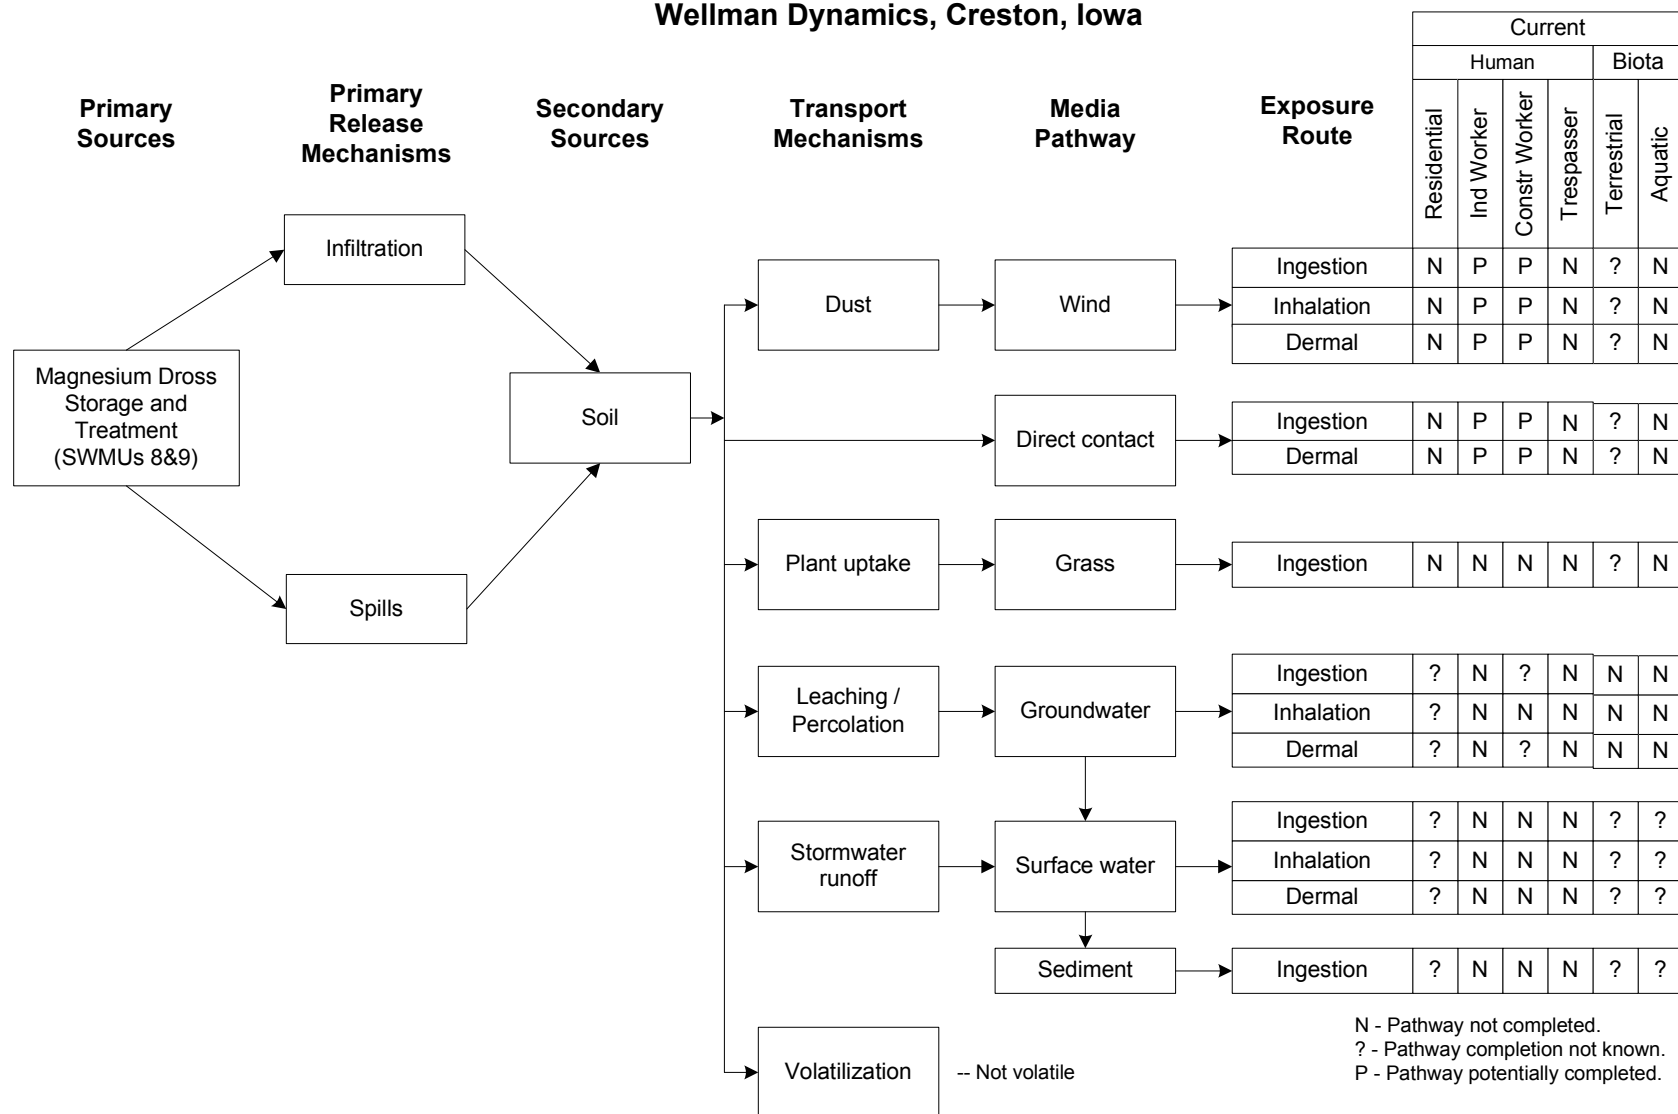 Wellman Dynamics, Creston, Iowa
Current
Human Biota
Primary
Sources
Primary
Release
Mechanisms
Secondary
Sources
Transport
Mechanisms
Media
Pathway
Exposure
Route
Residential
Ind Worker
Constr Worker
Trespasser
Terrestrial
Aquatic
Magnesium Dross
Storage and
Treatment
(SWMUs 8&9)
Infiltration
Spills
Soil
Dust
Wind
Ingestion N P P N ? N
Inhalation N P P N ? N
Dermal N P P N ? N
Direct contact
Ingestion N P P N ? N
Dermal N P P N ? N
Plant uptake
Grass
Ingestion N N N N ? N
Leaching /
Percolation
Groundwater
Ingestion ? N ? N N N
Inhalation ? N N N N N
Dermal ? N ? N N N
Stormwater
runoff
Surface water
Ingestion ? N N N ? ?
Inhalation ? N N N ? ?
Dermal ? N N N ? ?
Sediment
Ingestion ? N N N ? ?
Volatilization
-- Not volatile
N - Pathway not completed.
? - Pathway completion not known.
P - Pathway potentially completed.